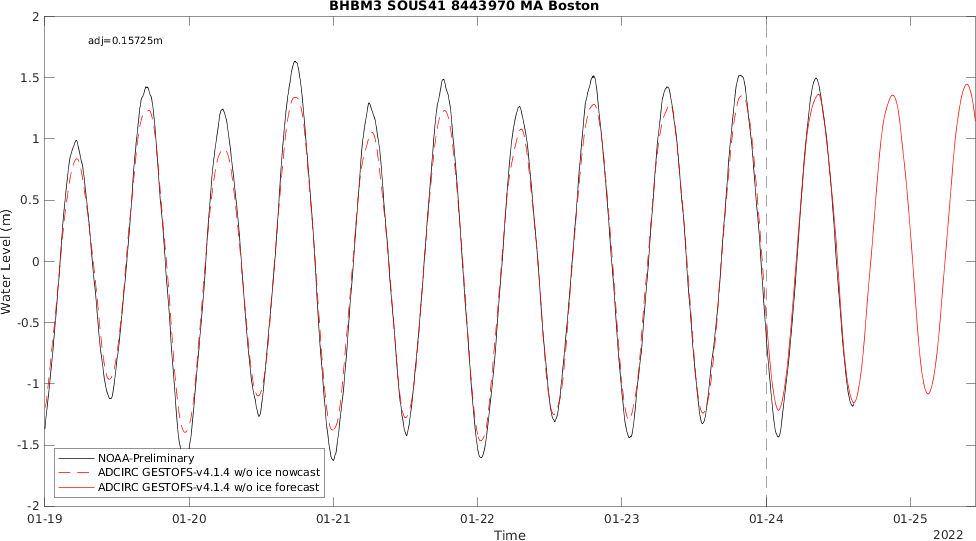 BHBM3 SOUS41 8443970 MA Boston
adj=0.15725m
Water Level (m)
2
1.5
1
0.5
0
-0.5
-1
-1.5
-2
NOAA-Preliminary
ADCIRC GESTOFS-v4.1.4 w/o ice nowcast
ADCIRC GESTOFS-v4.1.4 w/o ice forecast
01-19
01-20
01-21
01-22
01-23
01-24
01-25
Time
2022